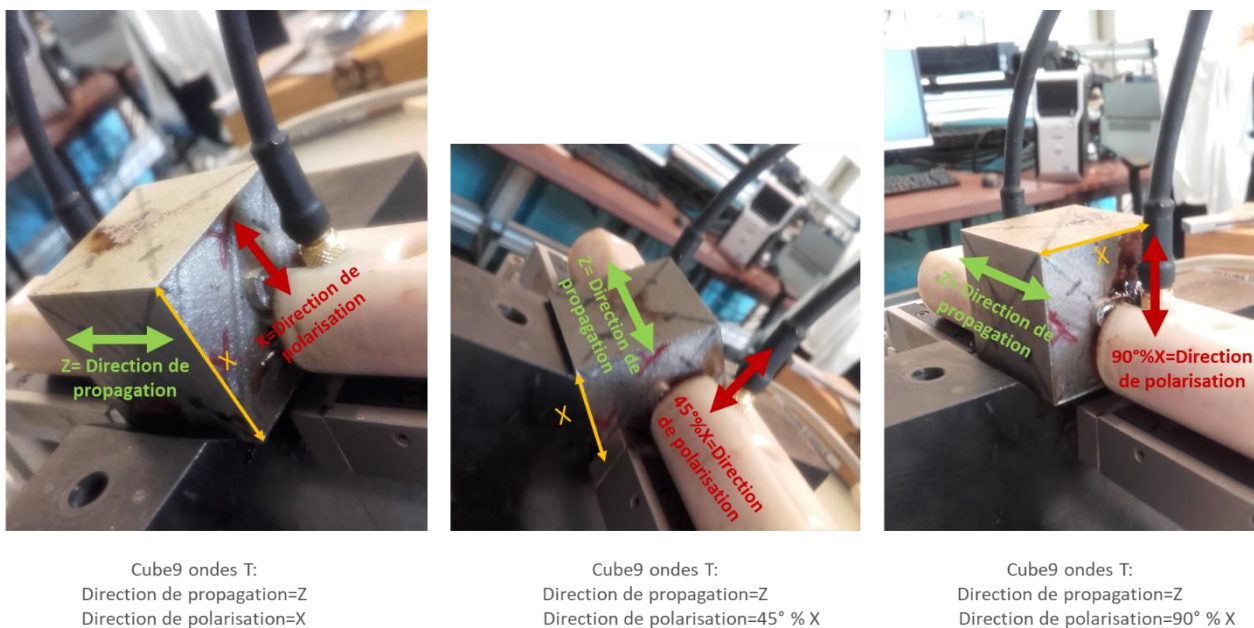 X=Direction de
polarisation
X
Z= Direction de
propagation
Z= Direction de
propagation
X
45°%X=Direction
de polarisation
X
Z= Direction de
propagation
90°%X=Direction
de polarisation
Cube9 ondes T:
Direction de propagation=Z
Direction de polarisation=X
Cube9 ondes T:
Direction de propagation=Z
Direction de polarisation=45° % X
Cube9 ondes T:
Direction de propagation=Z
Direction de polarisation=90° % X